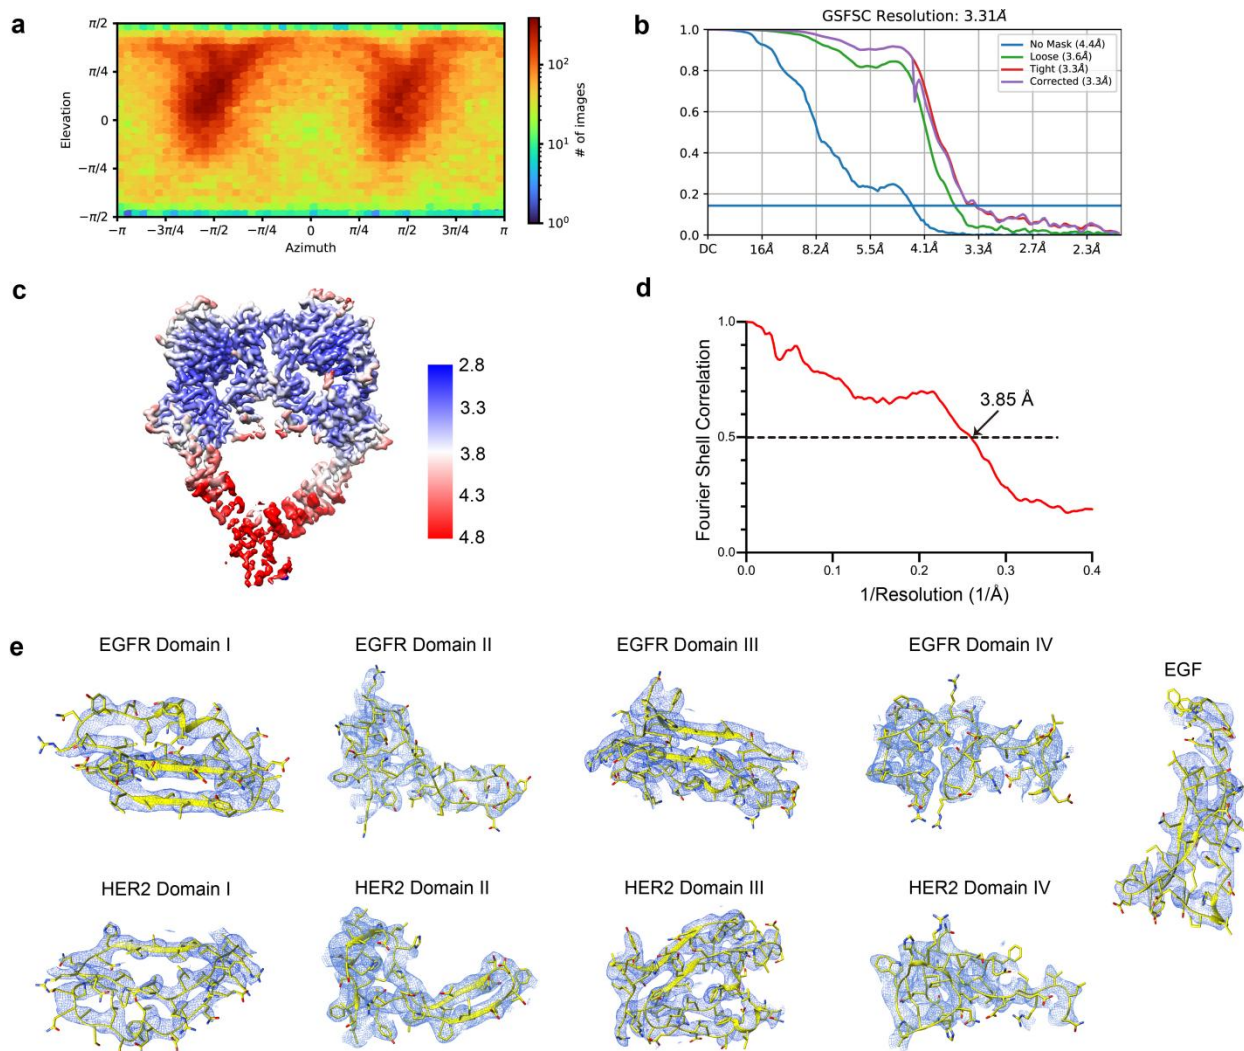 a
π/2
π/4
0
−π/4
−π/2
Elevation
−π
−3π/4
−π/2
−π/4
0
π/4
π/2
3π/4
π
Azimuth
10²
10¹
10⁰
# of images
b
GSFSC Resolution: 3.31Å
1.0
0.8
0.6
0.4
0.2
0.0
No Mask (4.4Å)
Loose (3.6Å)
Tight (3.3Å)
Corrected (3.3Å)
DC
16Å
8.2Å
5.5Å
4.1Å
3.3Å
2.7Å
2.3Å
c
2.8
3.3
3.8
4.3
4.8
d
Fourier Shell Correlation
1.0
0.5
0.0
3.85 Å
0.0
0.1
0.2
0.3
0.4
1/Resolution (1/Å)
e
EGFR Domain I
EGFR Domain II
EGFR Domain III
EGFR Domain IV
EGF
HER2 Domain I
HER2 Domain II
HER2 Domain III
HER2 Domain IV